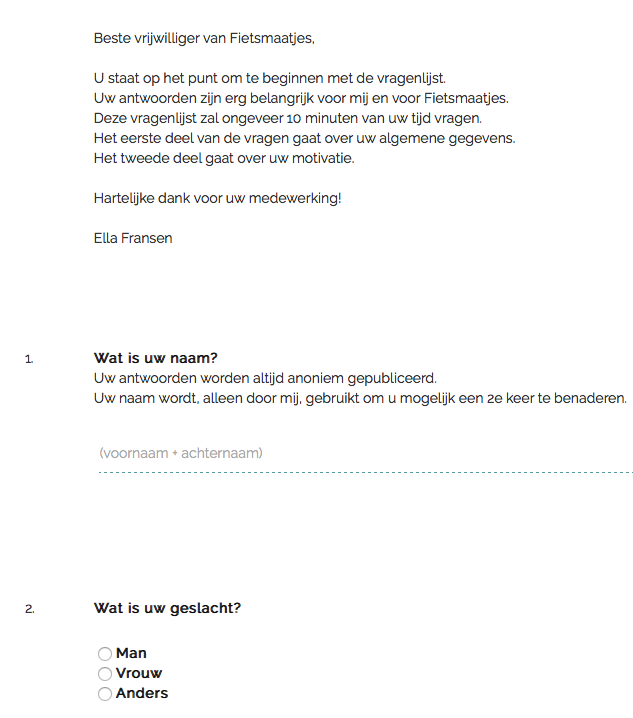 Beste vrijwilliger van Fietsmaatjes,
U staat op het punt om te beginnen met de vragenlijst.
Uw antwoorden zijn erg belangrijk voor mij en voor Fietsmaatjes.
Deze vragenlijst zal ongeveer 10 minuten van uw tijd vragen.
Het eerste deel van de vragen gaat over uw algemene gegevens.
Het tweede deel gaat over uw motivatie.
Hartelijke dank voor uw medewerking!
Ella Fransen
1. Wat is uw naam?
Uw antwoorden worden altijd anoniem gepubliceerd.
Uw naam wordt, alleen door mij, gebruikt om u mogelijk een 2e keer te benaderen.
(voornaam + achternaam)
2. Wat is uw geslacht?
Man
Vrouw
Anders